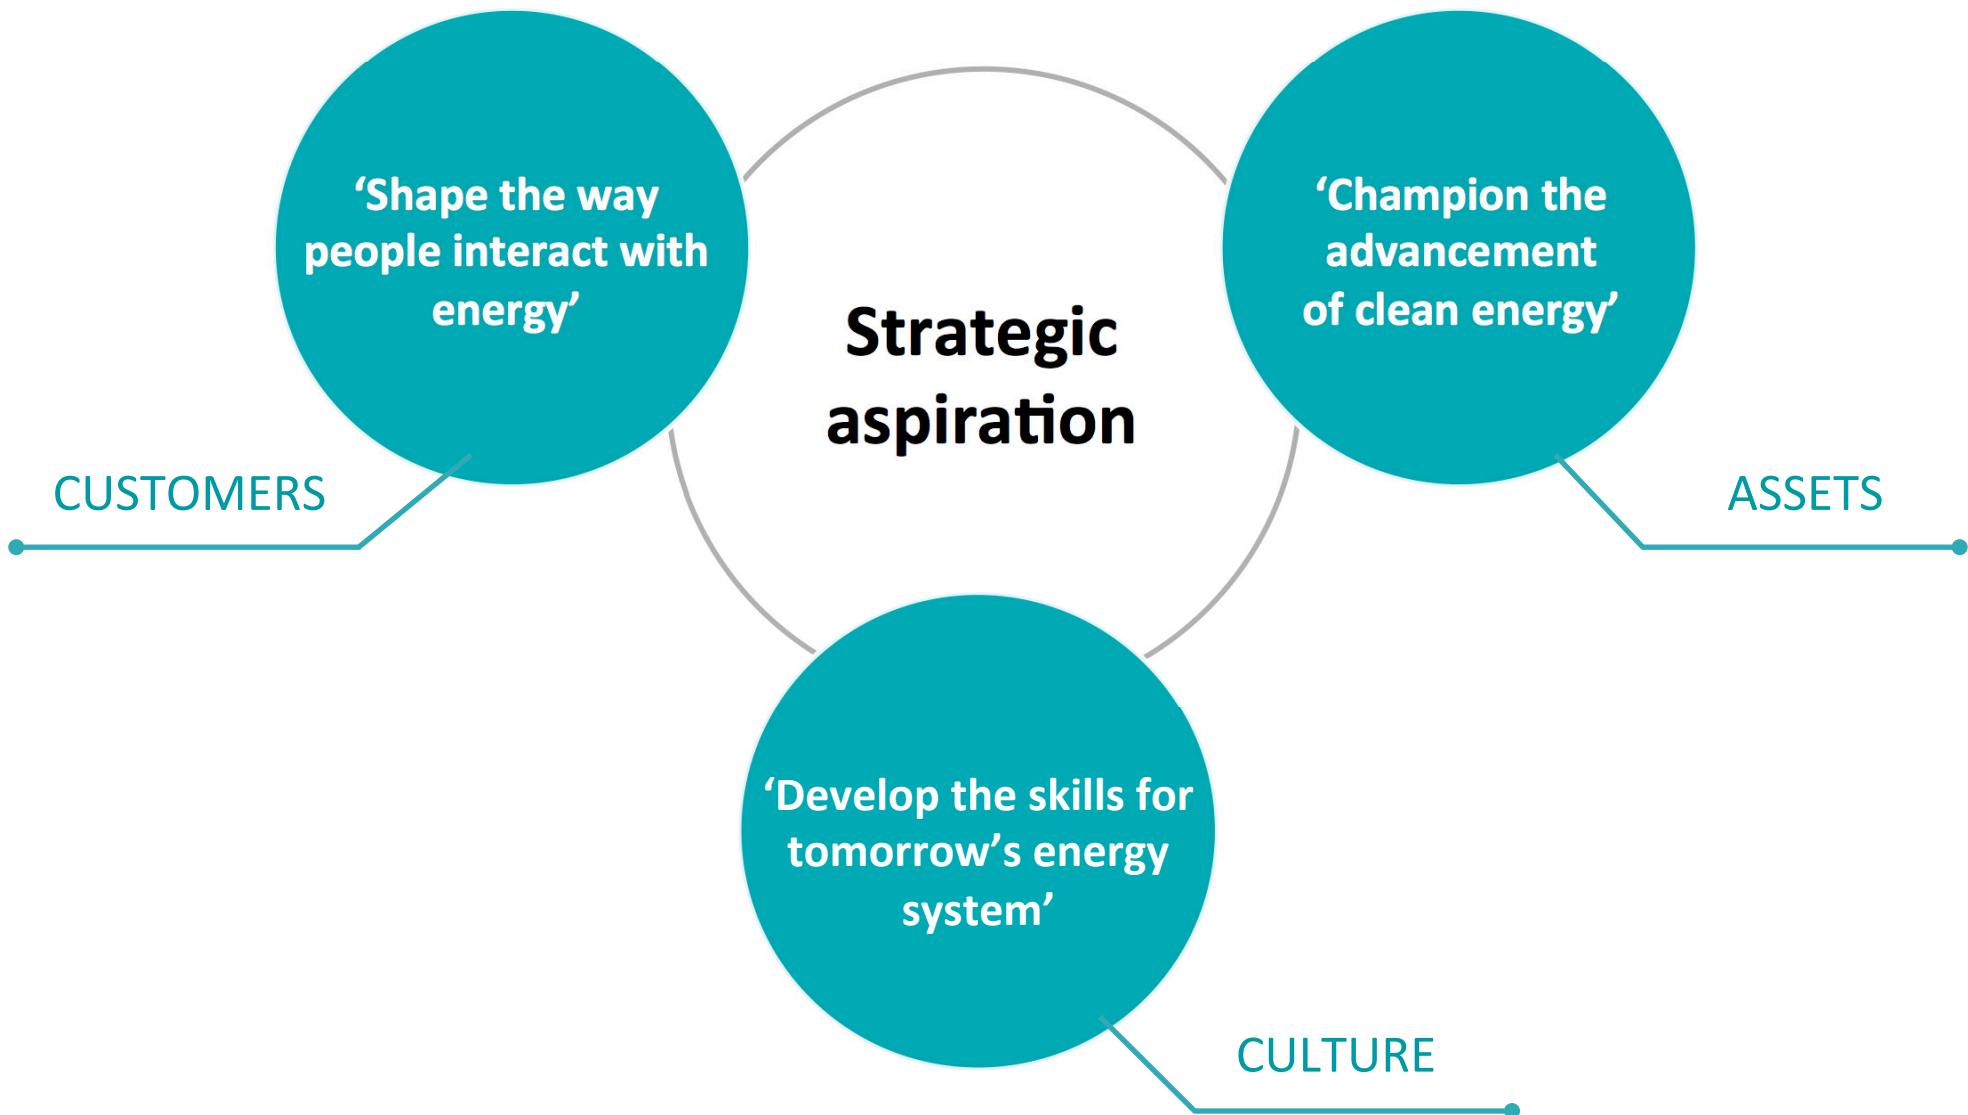 ‘Shape the way
people interact with
energy’
CUSTOMERS
Strategic
aspiration
‘Champion the
advancement
of clean energy’
ASSETS
‘Develop the skills for
tomorrow’s energy
system’
CULTURE